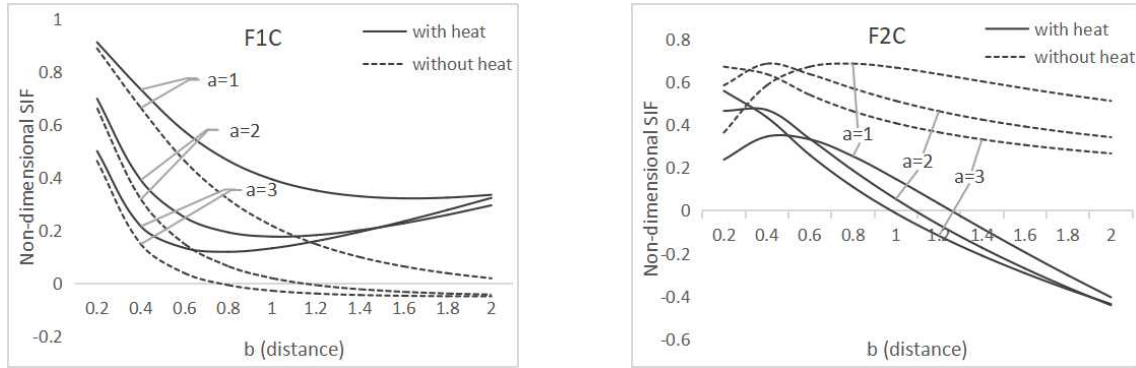 1
F1C
with heat
without heat
0.8
a=1
0.6
a=2
0.4
a=3
0.2
0
-0.2
0.2 0.4 0.6 0.8 1 1.2 1.4 1.6 1.8 2
Non-dimensional SIF
b (distance)
F2C
with heat
without heat
0.8
0.6
0.4
0.2
0
-0.2
-0.4
-0.6
a=1
a=2
a=3
0.2 0.4 0.6 0.8 1 1.2 1.4 1.6 1.8 2
Non-dimensional SIF
b (distance)